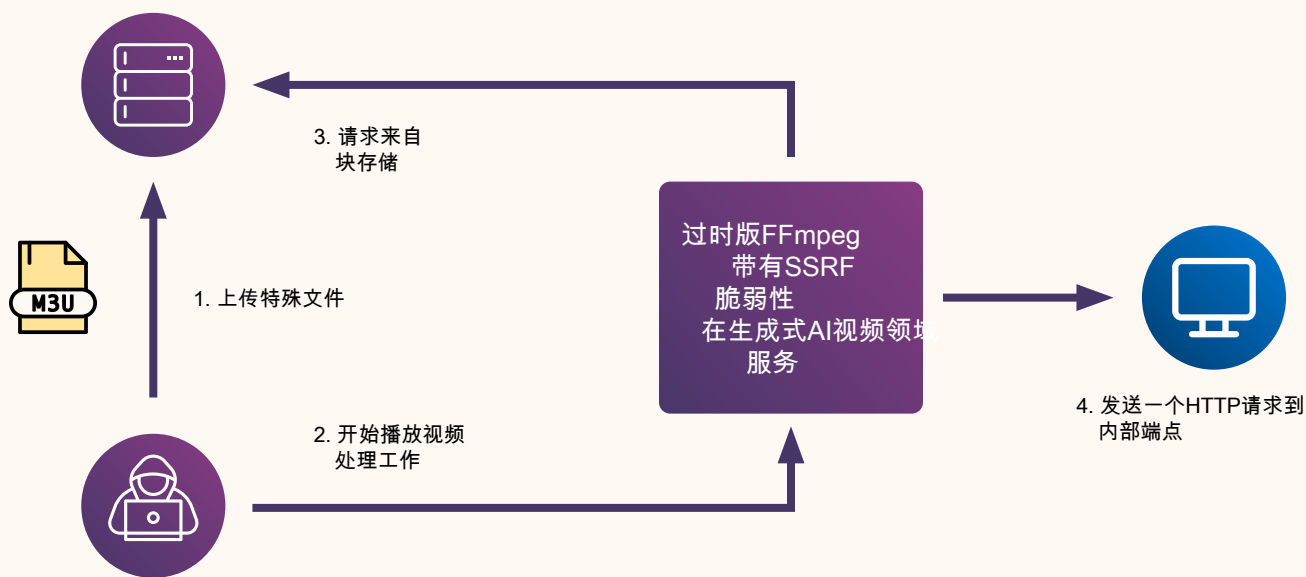 3. 请求来自
块存储
过时版FFmpeg
带有SSRF
脆弱性
在生成式AI视频领域
服务
M3U
1. 上传特殊文件
4. 发送一个HTTP请求到
内部端点
2. 开始播放视频
处理工作